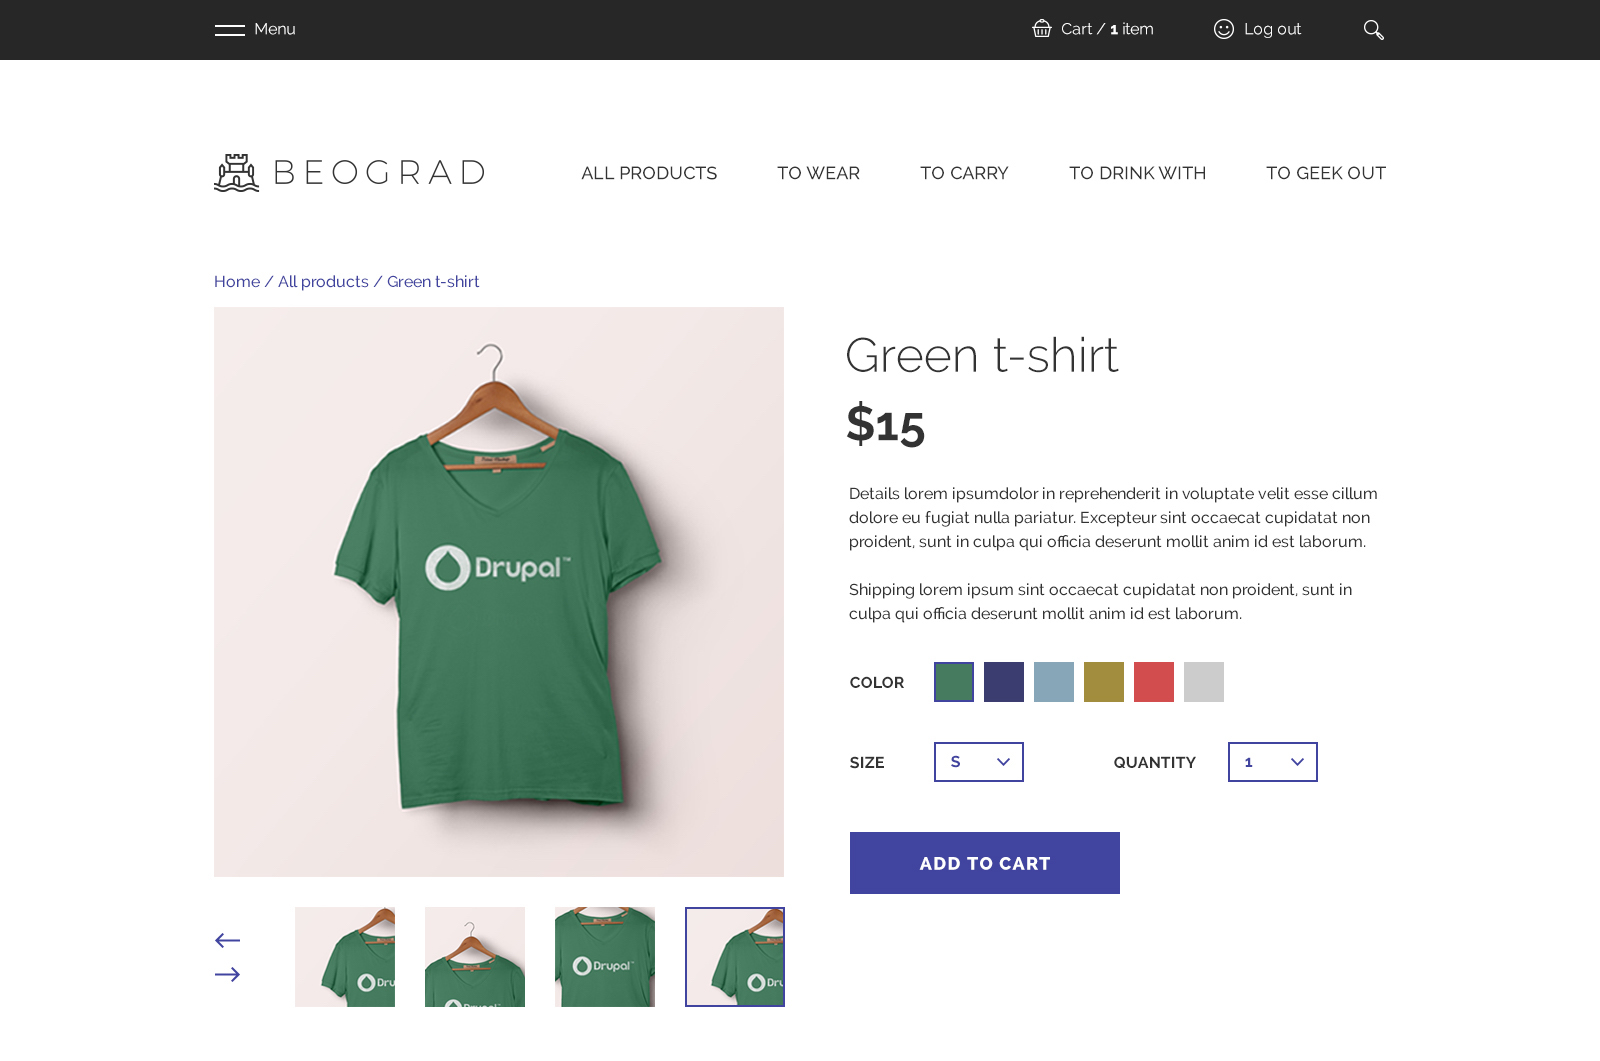 Menu
Cart / 1 item
Log out
BEOGRAD
ALL PRODUCTS
TO WEAR
TO CARRY
TO DRINK WITH
TO GEEK OUT
Home / All products / Green t-shirt
Drupal™
Green t-shirt
$15
Details lorem ipsumdolor in reprehenderit in voluptate velit esse cillum
dolore eu fugiat nulla pariatur. Excepteur sint occaecat cupidatat non
proident, sunt in culpa qui officia deserunt mollit anim id est laborum.
Shipping lorem ipsum sint occaecat cupidatat non proident, sunt in
culpa qui officia deserunt mollit anim id est laborum.
COLOR
SIZE
S
QUANTITY
1
ADD TO CART
Dru
Drupal
Drupal™
Dru